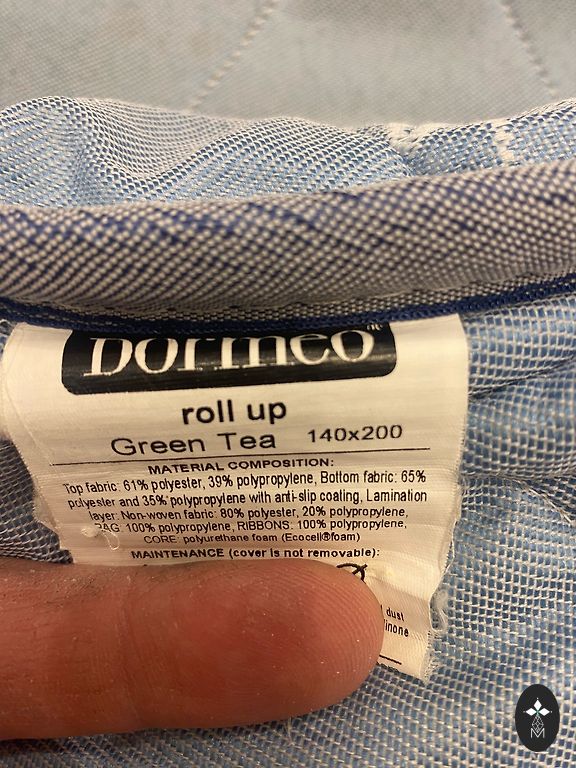 Dormeo®
roll up
Green Tea 140x200
MATERIAL COMPOSITION:
Top fabric: 61% polyester, 39% polypropylene, Bottom fabric: 65%
polyester and 35% polypropylene with anti-slip coating, Lamination
layer: Non-woven fabric: 80% polyester, 20% polypropylene,
100% polypropylene, RIBBONS: 100% polypropylene,
CORE: polyurethane foam (Ecocell®foam)
MAINTENANCE (cover is not removable):
dust
M